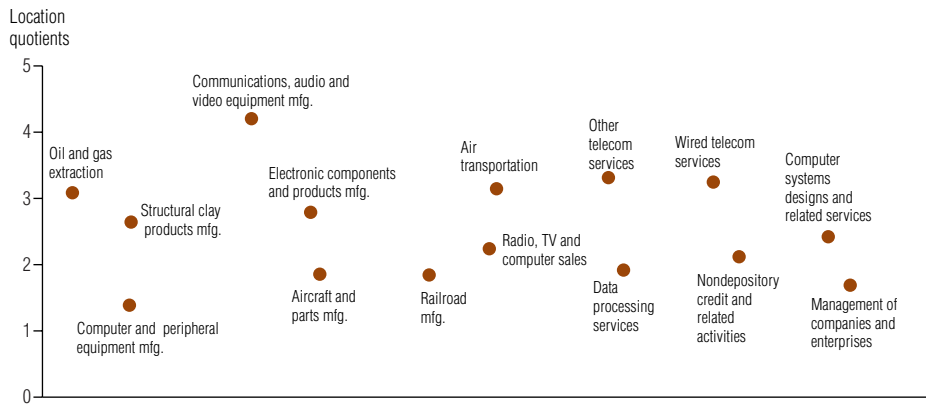 Location
quotients
5
4
3
2
1
0
Oil and gas
extraction
Structural clay
products mfg.
Computer and peripheral
equipment mfg.
Communications, audio and
video equipment mfg.
Electronic components
and products mfg.
Aircraft and
parts mfg.
Railroad
mfg.
Air
transportation
Radio, TV and
computer sales
Other
telecom
services
Data
processing
services
Wired telecom
services
Nondepository
credit and
related
activities
Computer
systems
designs and
related services
Management of
companies and
enterprises